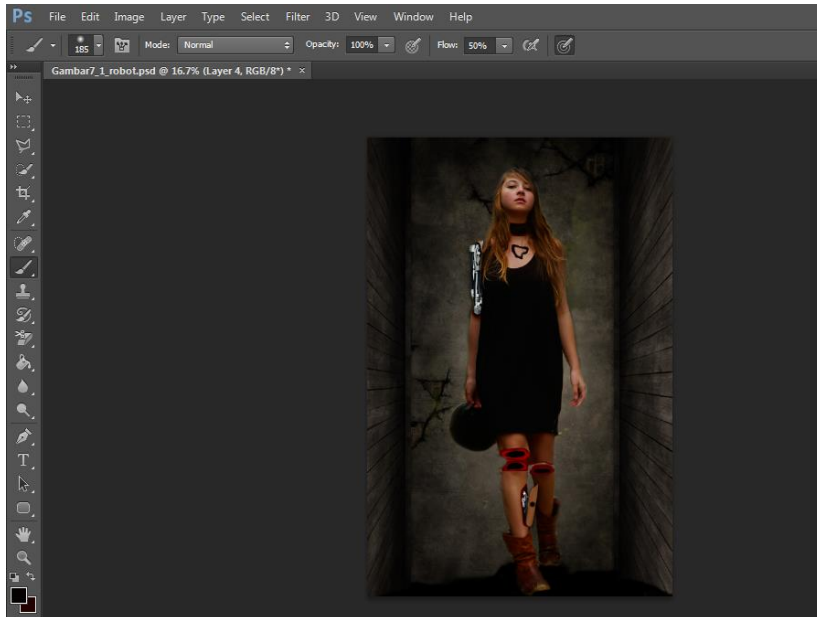 Ps File Edit Image Layer Type Select Filter 3D View Window Help
185 Mode: Normal Opacity: 100% Flow: 50%
Gambar7_1_robot.psd @ 16.7% (Layer 4, RGB/8*) * ×
T